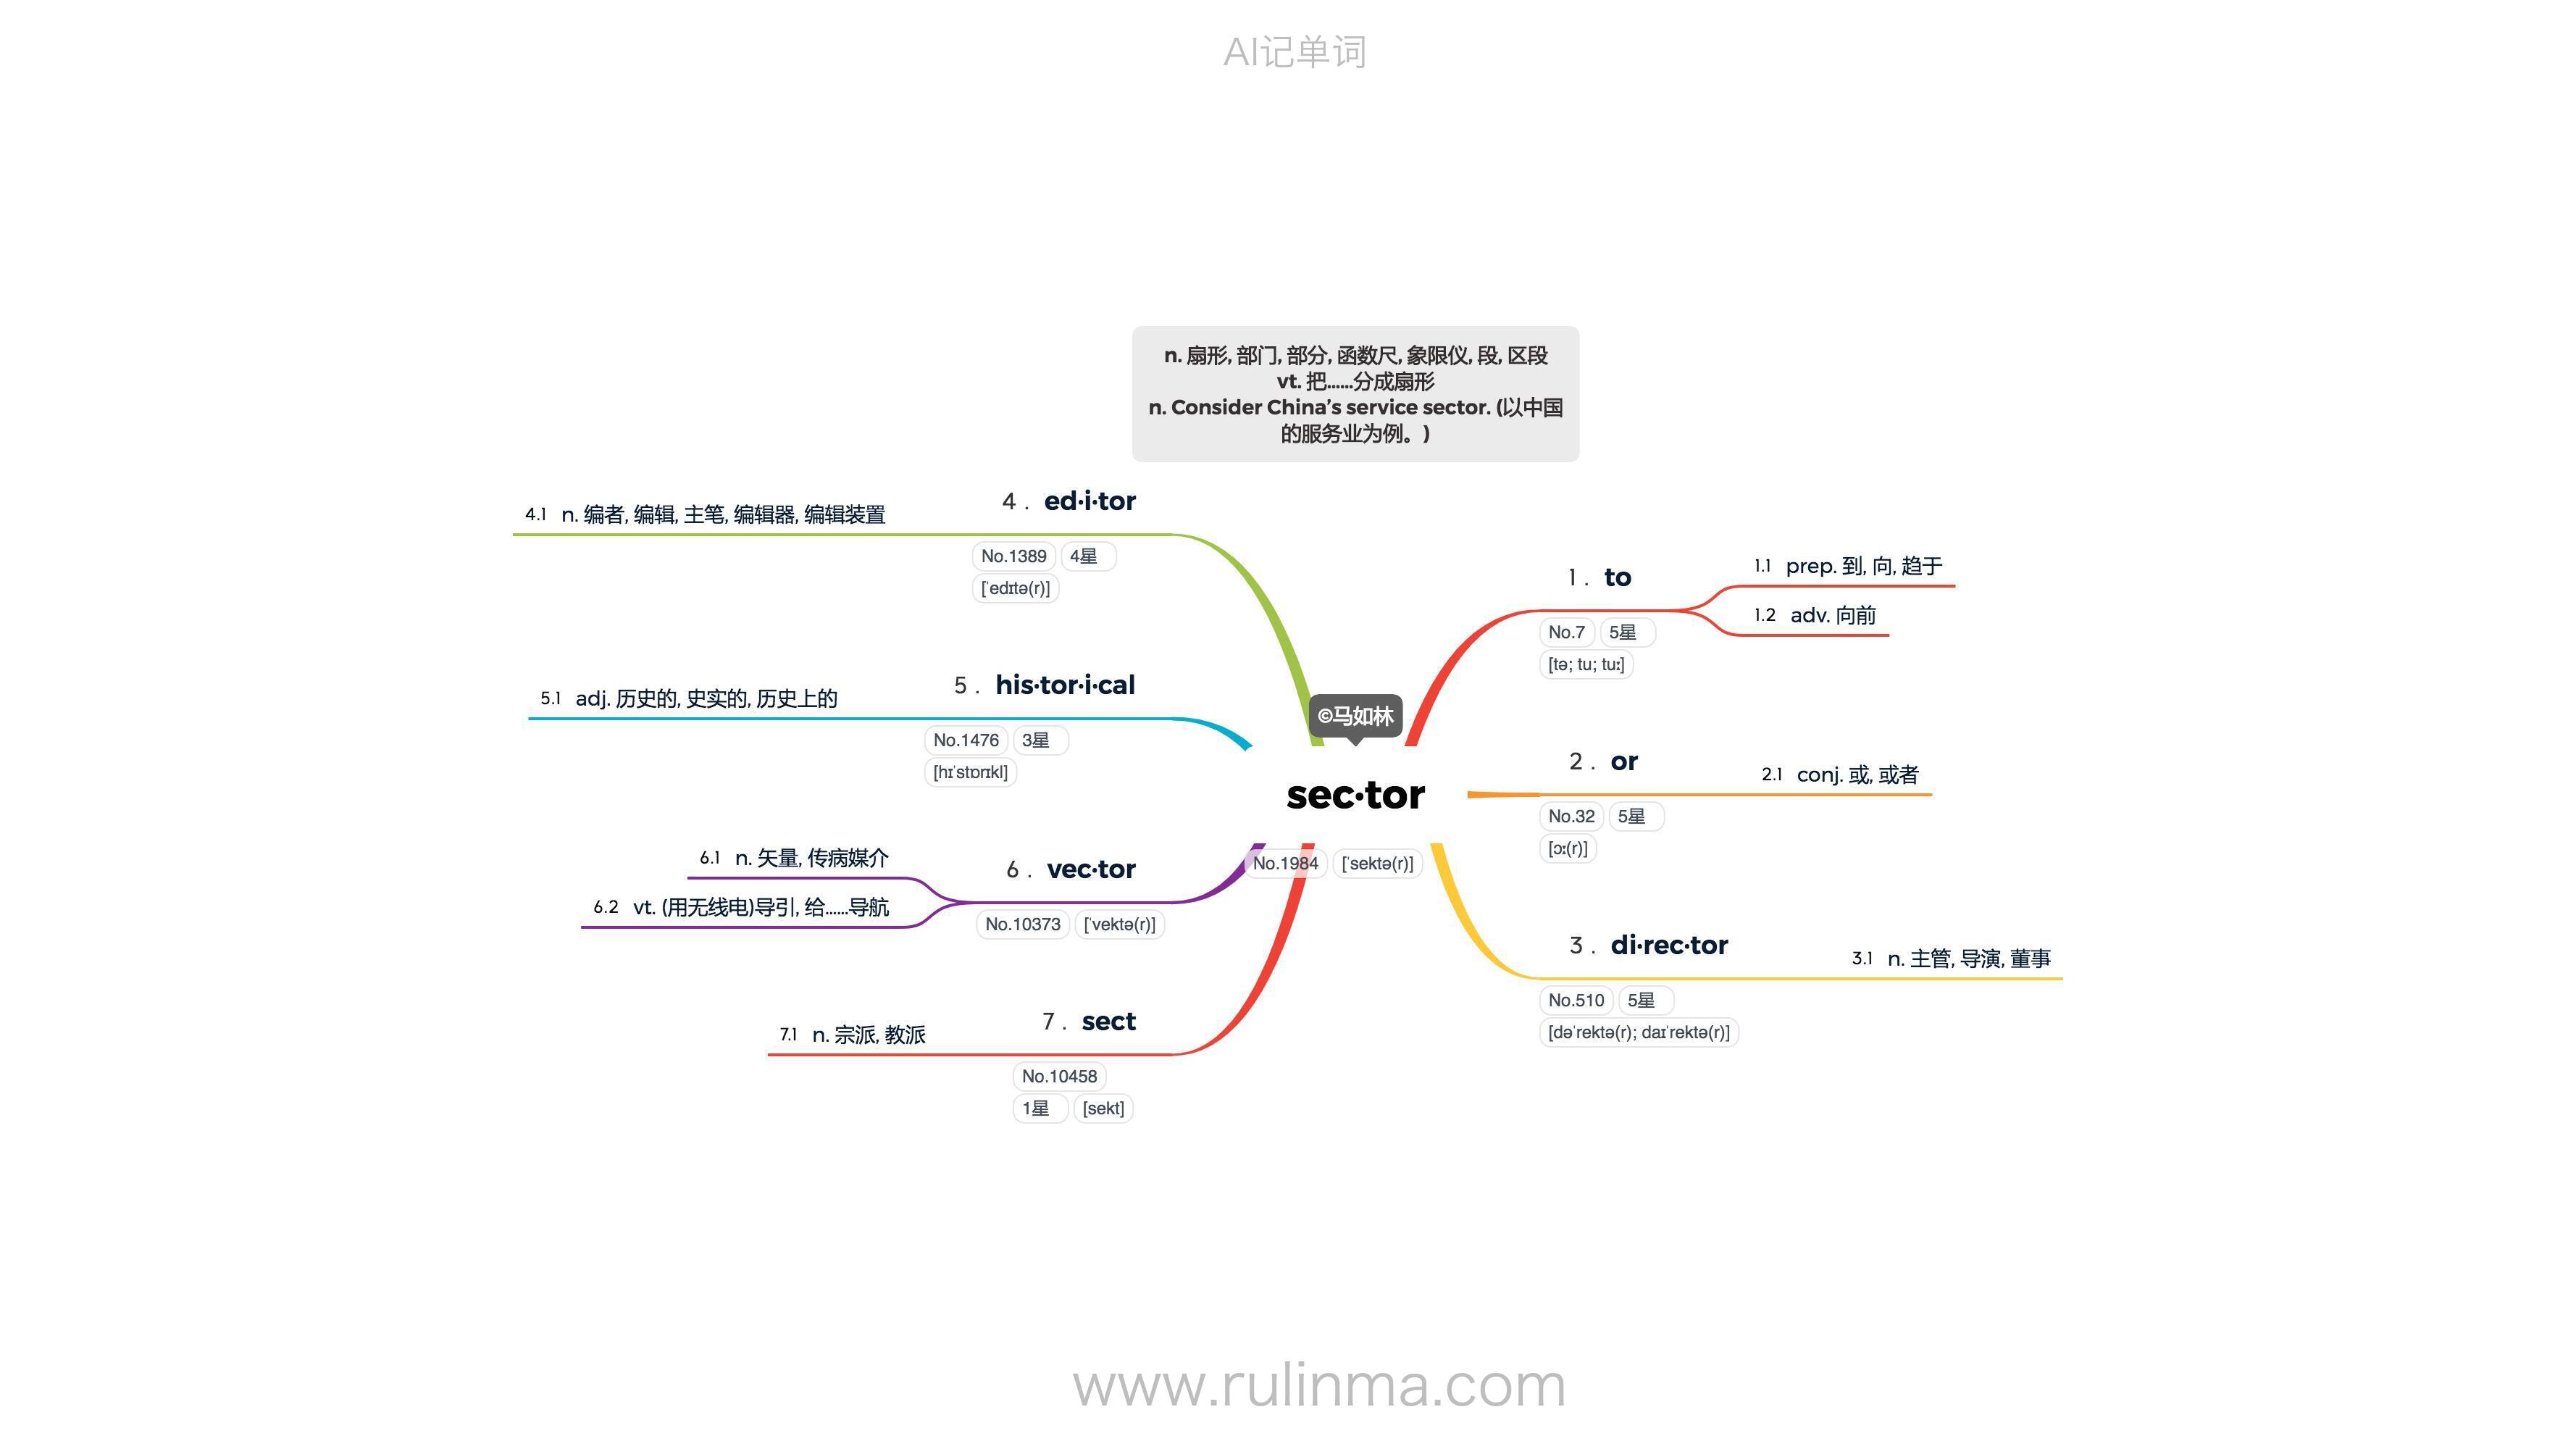 AI记单词
n. 扇形, 部门, 部分, 函数尺, 象限仪, 段, 区段
vt. 把……分成扇形
n. Consider China’s service sector. (以中国
的服务业为例。)
©马如林
sec·tor
No.1984 [ˈsektə(r)]
1 . to
No.7 5星
[tə; tu; tuː]
1.1 prep. 到, 向, 趋于
1.2 adv. 向前
2 . or
No.32 5星
[ɔː(r)]
2.1 conj. 或, 或者
3 . di·rec·tor
No.510 5星
[dəˈrektə(r); daɪˈrektə(r)]
3.1 n. 主管, 导演, 董事
4 . ed·i·tor
No.1389 4星
[ˈedɪtə(r)]
4.1 n. 编者, 编辑, 主笔, 编辑器, 编辑装置
5 . his·tor·i·cal
No.1476 3星
[hɪˈstɒrɪkl]
5.1 adj. 历史的, 史实的, 历史上的
6 . vec·tor
No.10373 [ˈvektə(r)]
6.1 n. 矢量, 传病媒介
6.2 vt. (用无线电)导引, 给……导航
7 . sect
No.10458
1星 [sekt]
7.1 n. 宗派, 教派
www.rulinma.com